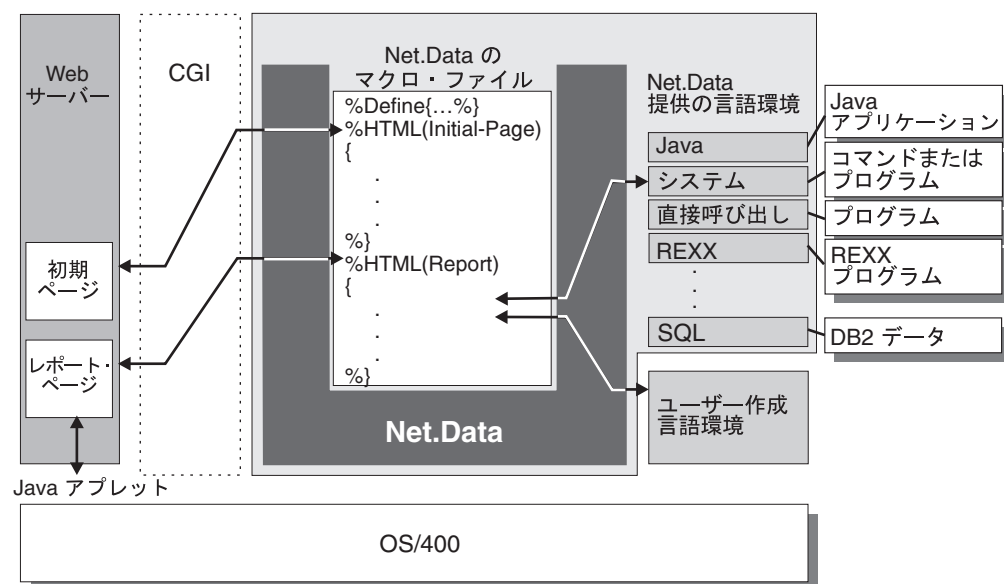 Web
サーバー
初期
ページ
レポート・
ページ
Java アプレット
CGI
Net.Data の
マクロ・ファイル
%Define{...%}
%HTML(Initial-Page)
{
.
.
.
%}
%HTML(Report)
{
.
.
.
%}
Net.Data
Net.Data
提供の言語環境
Java
システム
直接呼び出し
REXX
.
.
.
SQL
ユーザー作成
言語環境
Java
アプリケーション
コマンドまたは
プログラム
プログラム
REXX
プログラム
DB2 データ
OS/400